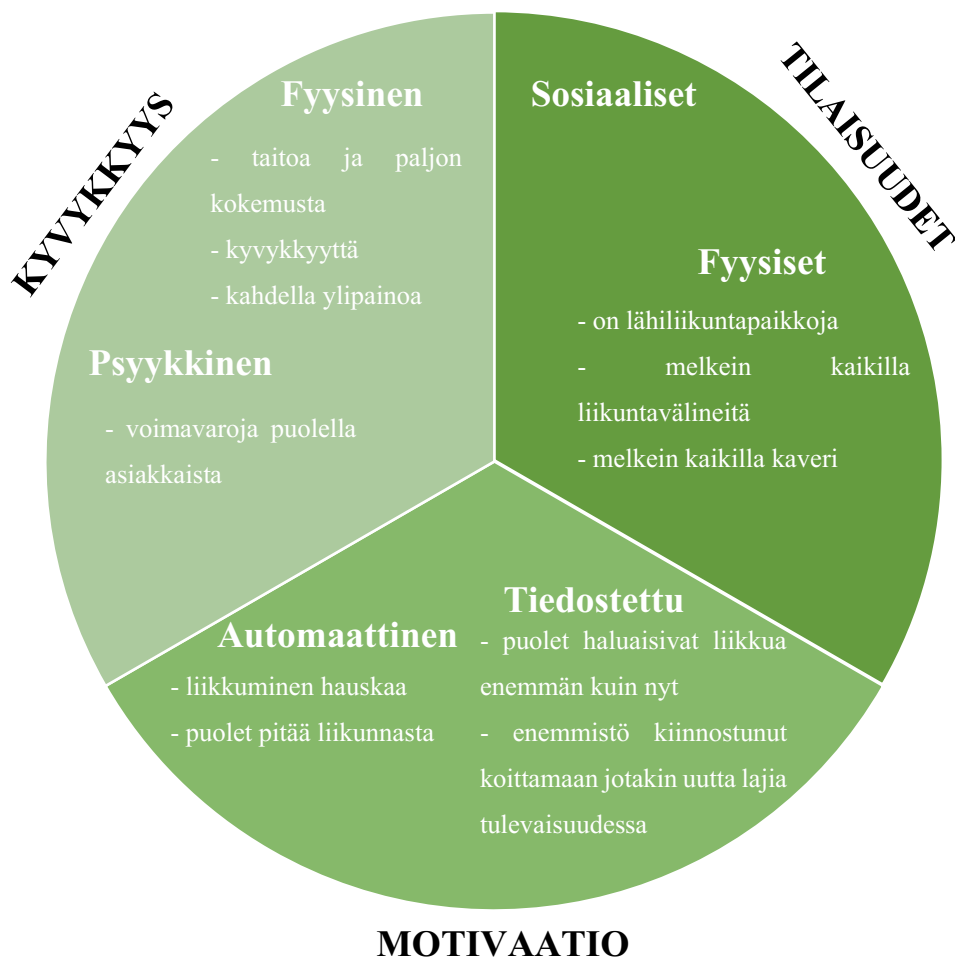 KYVYKKYYS
Fyysinen
- taitoa ja paljon
kokemusta
- kyvykkyyttä
- kahdella ylipainoa
Psyykkinen
- voimavaroja puolella
asiakkaista
TILAISUUDET
Sosiaaliset
Fyysiset
- on lähiliikuntapaikkoja
- melkein kaikilla
liikuntavälineitä
- melkein kaikilla kaveri
Automaattinen
- liikkuminen hauskaa
- puolet pitää liikunnasta
Tiedostettu
- puolet haluaisivat liikkua
enemmän kuin nyt
- enemmistö kiinnostunut
koittamaan jotakin uutta lajia
tulevaisuudessa
MOTIVAATIO